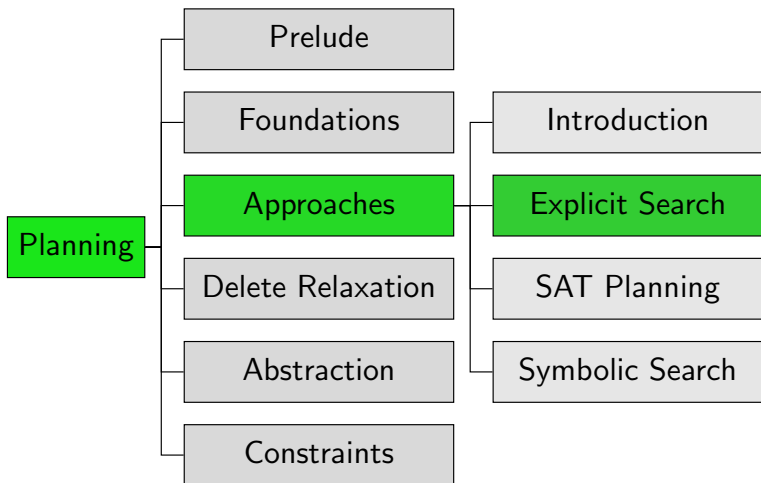 Planning
Prelude
Foundations
Approaches
Delete Relaxation
Abstraction
Constraints
Introduction
Explicit Search
SAT Planning
Symbolic Search